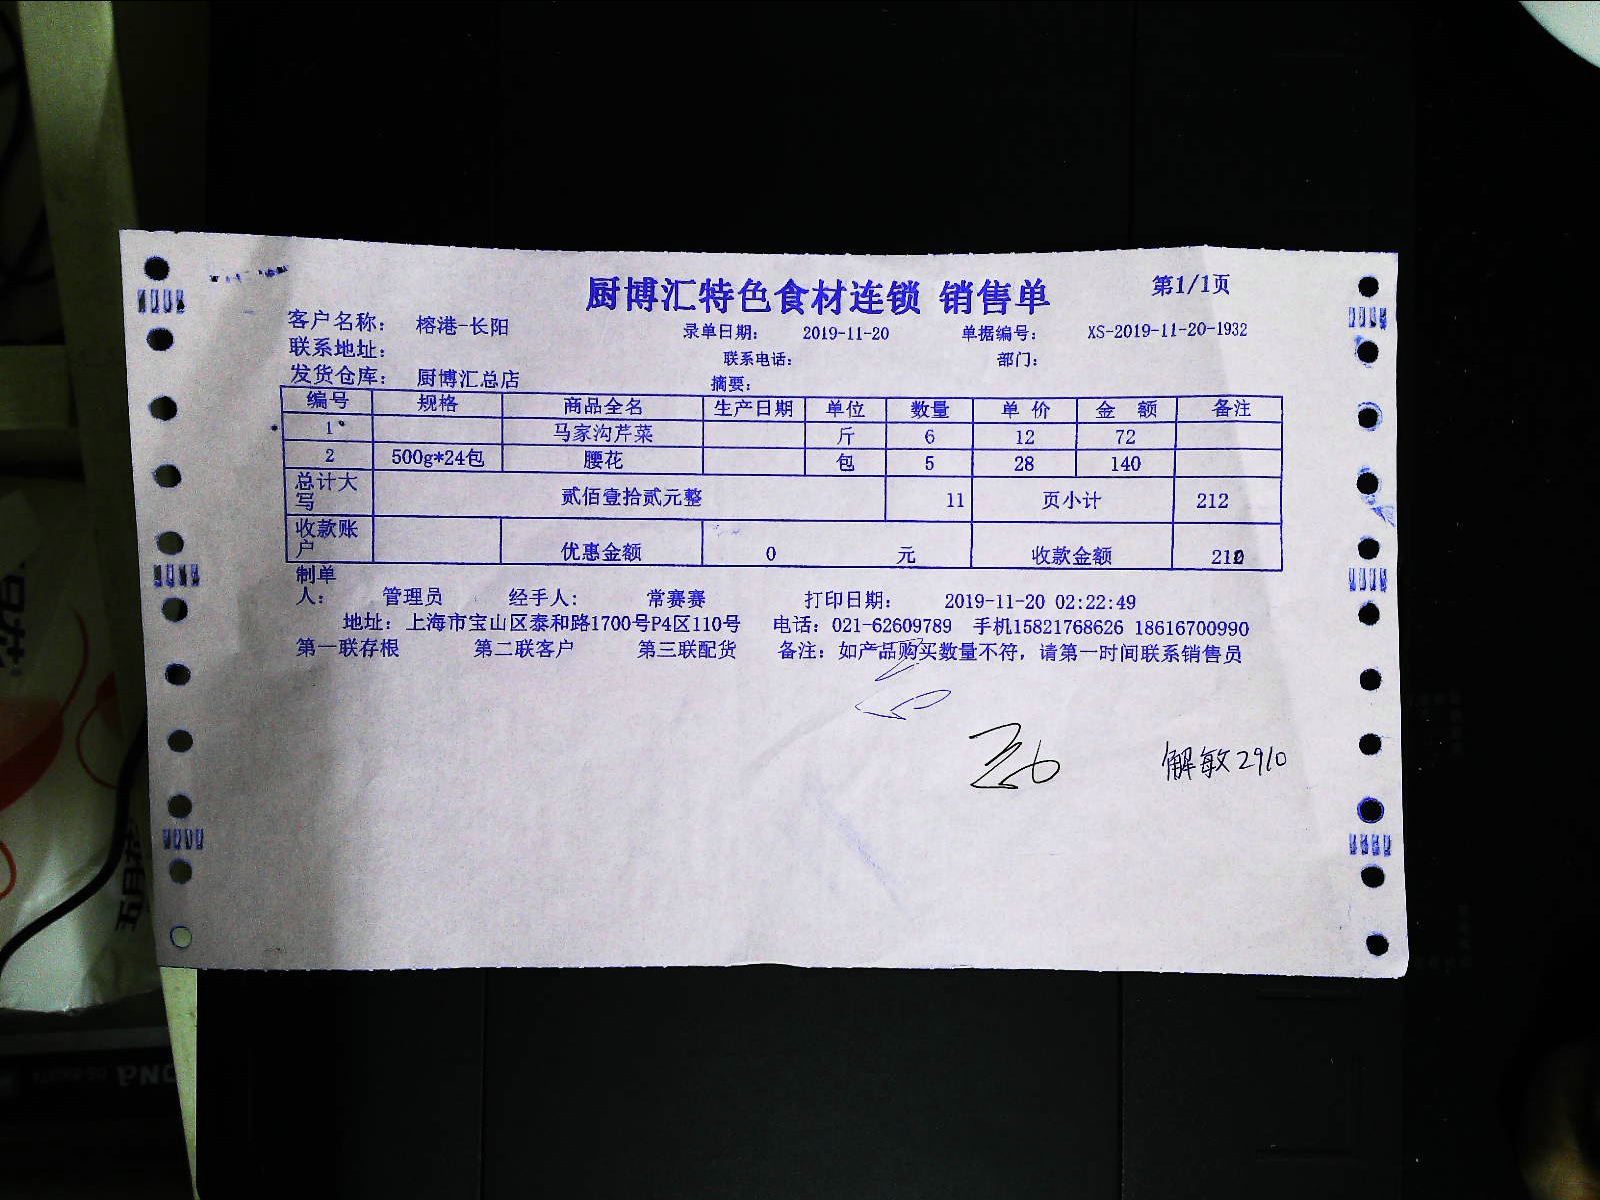 厨博汇特色食材连锁 销售单 第1/1页
客户名称： 榕港-长阳 录单日期： 2019-11-20 单据编号： XS-2019-11-20-1932
联系地址： 联系电话： 部门：
发货仓库： 厨博汇总店 摘要：
编号 规格 商品全名 生产日期 单位 数量 单 价 金 额 备注
1 马家沟芹菜 斤 6 12 72
2 500g*24包 腰花 包 5 28 140
总计大写 贰佰壹拾贰元整 11 页小计 212
收款账户 优惠金额 0 元 收款金额
制单人： 管理员 经手人： 常赛赛 打印日期： 2019-11-20 02:22:49
地址：上海市宝山区泰和路1700号P4区110号 电话：021-62609789 手机15821768626 18616700990
第一联存根 第二联客户 第三联配货 备注：如产品购买数量不符，请第一时间联系销售员
解敏2910